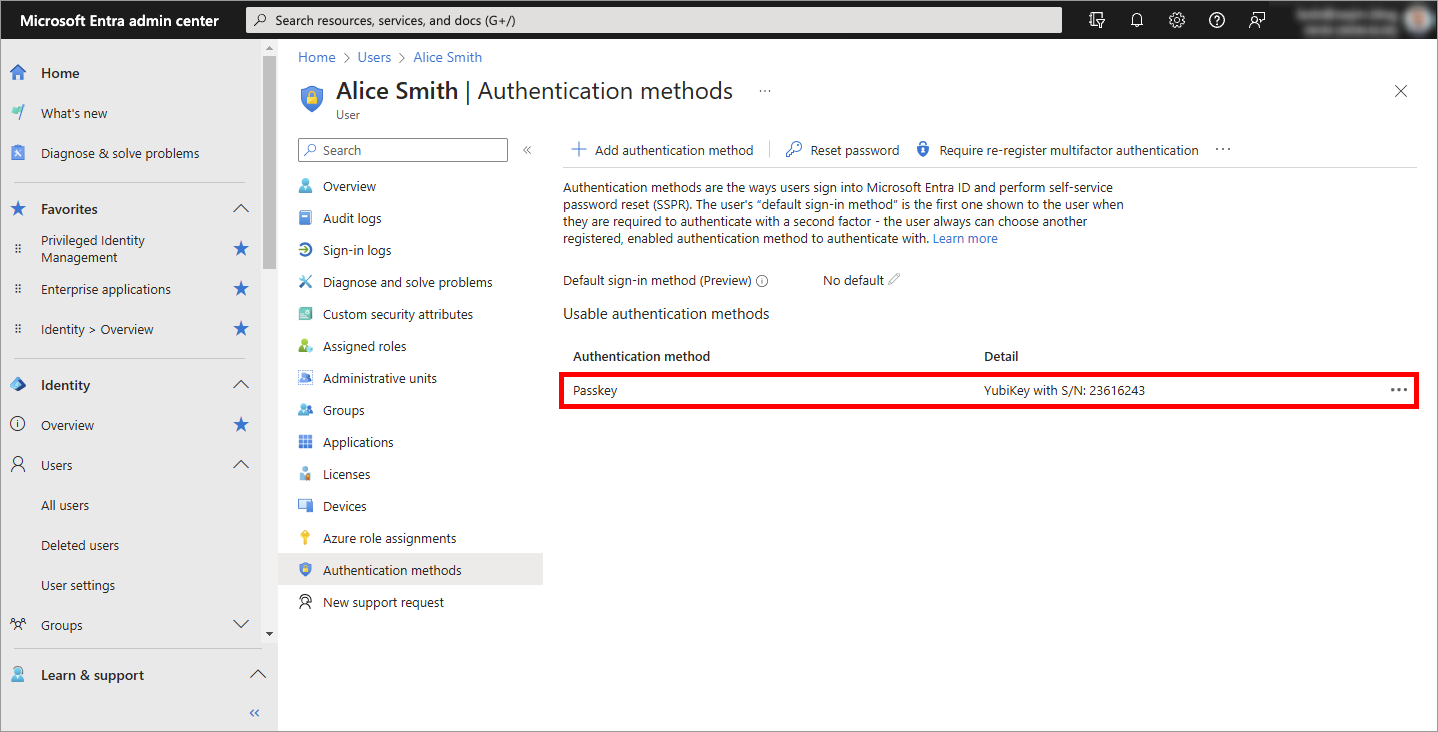 Microsoft Entra admin center
Search resources, services, and docs (G+/)
Home
What's new
Diagnose & solve problems
Favorites
Privileged Identity
Management
Enterprise applications
Identity > Overview
Identity
Overview
Users
All users
Deleted users
User settings
Groups
Learn & support
Home > Users > Alice Smith
Alice Smith | Authentication methods ...
User
Search
Overview
Audit logs
Sign-in logs
Diagnose and solve problems
Custom security attributes
Assigned roles
Administrative units
Groups
Applications
Licenses
Devices
Azure role assignments
Authentication methods
New support request
Add authentication method
Reset password
Require re-register multifactor authentication
Authentication methods are the ways users sign into Microsoft Entra ID and perform self-service
password reset (SSPR). The user's "default sign-in method" is the first one shown to the user when
they are required to authenticate with a second factor - the user always can choose another
registered, enabled authentication method to authenticate with. Learn more
Default sign-in method (Preview) No default
Usable authentication methods
Authentication method Detail
Passkey YubiKey with S/N: 23616243